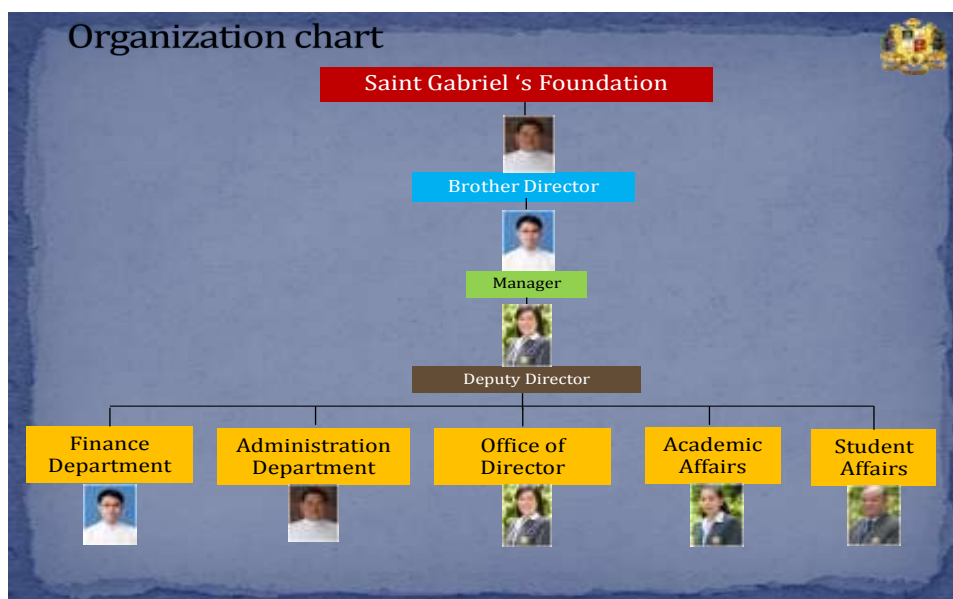 Organization chart
Saint Gabriel ‘s Foundation
Brother Director
Manager
Deputy Director
Finance
Department
Administration
Department
Office of
Director
Academic
Affairs
Student
Affairs